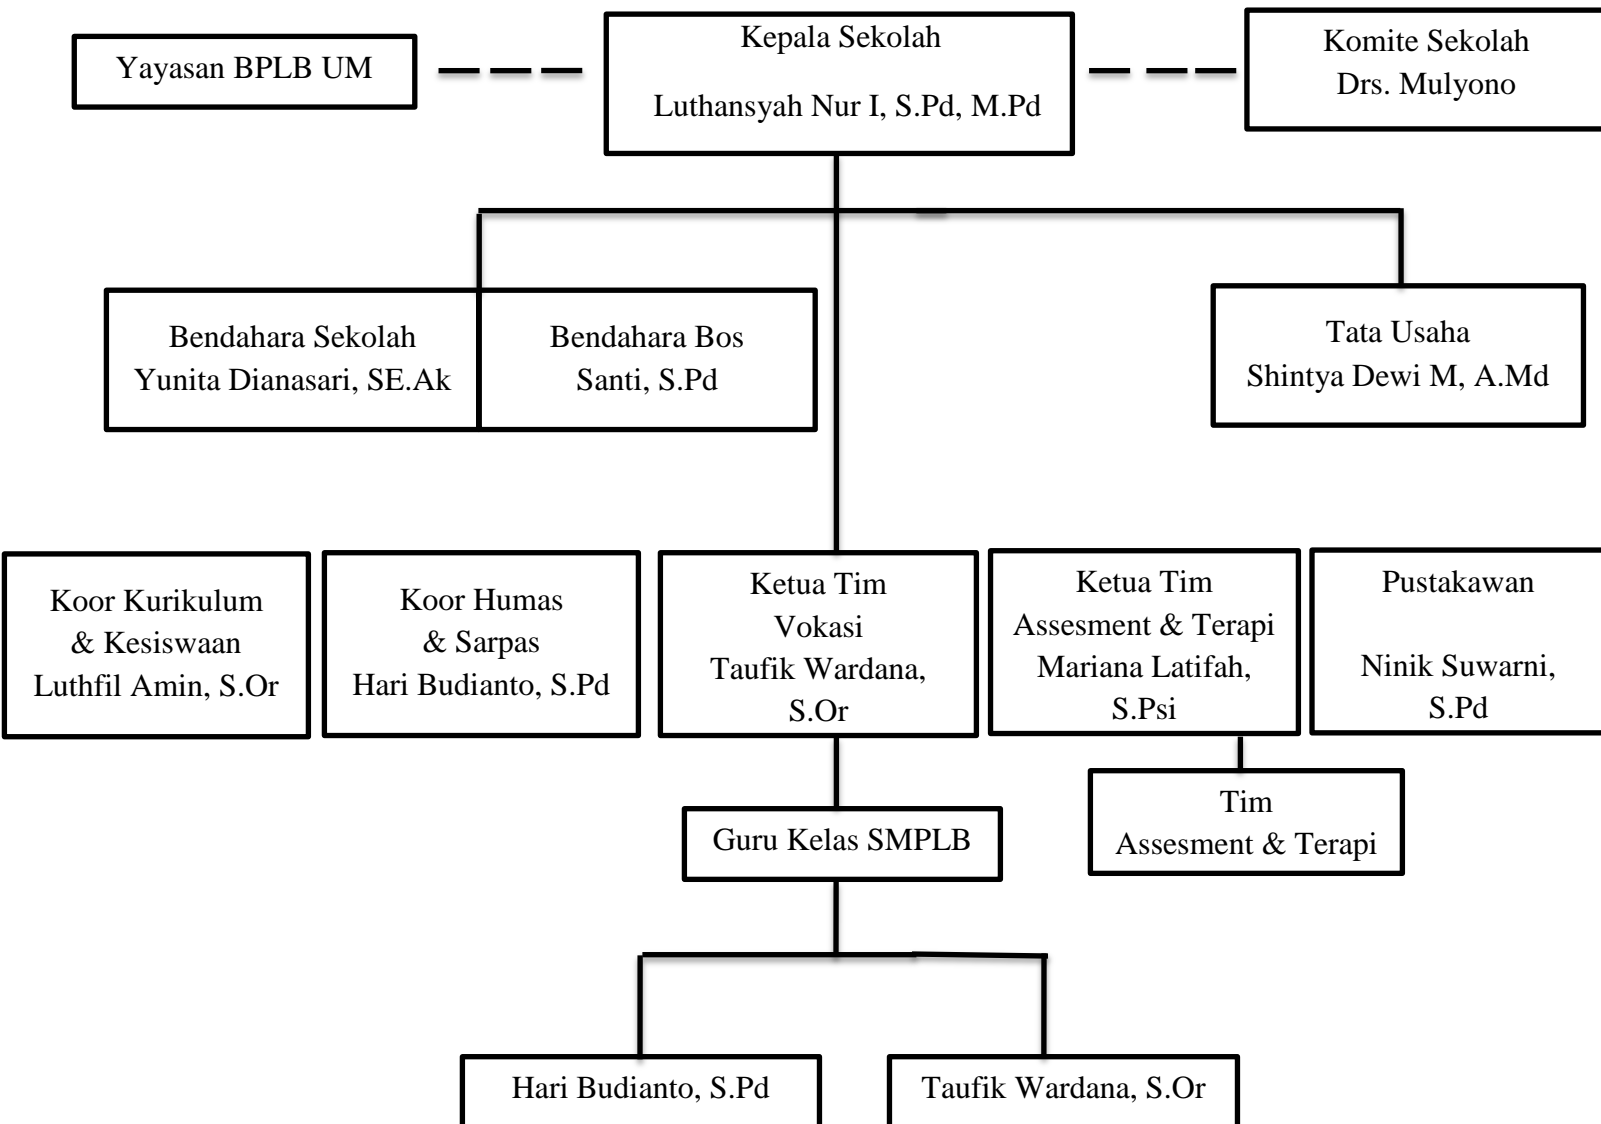 Yayasan BPLB UM
Kepala Sekolah
Luthansyah Nur I, S.Pd, M.Pd
Komite Sekolah
Drs. Mulyono
Bendahara Sekolah
Yunita Dianasari, SE.Ak
Bendahara Bos
Santi, S.Pd
Tata Usaha
Shintya Dewi M, A.Md
Koor Kurikulum
& Kesiswaan
Luthfil Amin, S.Or
Koor Humas
& Sarpas
Hari Budianto, S.Pd
Ketua Tim
Vokasi
Taufik Wardana,
S.Or
Ketua Tim
Assesment & Terapi
Mariana Latifah,
S.Psi
Pustakawan
Ninik Suwarni,
S.Pd
Tim
Assesment & Terapi
Guru Kelas SMPLB
Hari Budianto, S.Pd
Taufik Wardana, S.Or